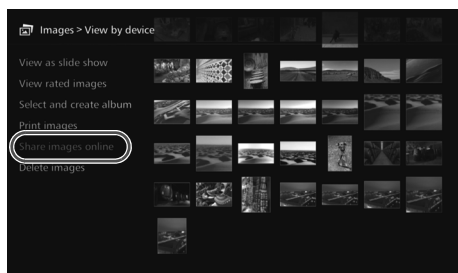 Images > View by device
View as slide show
View rated images
Select and create album
Print images
Share images online
Delete images